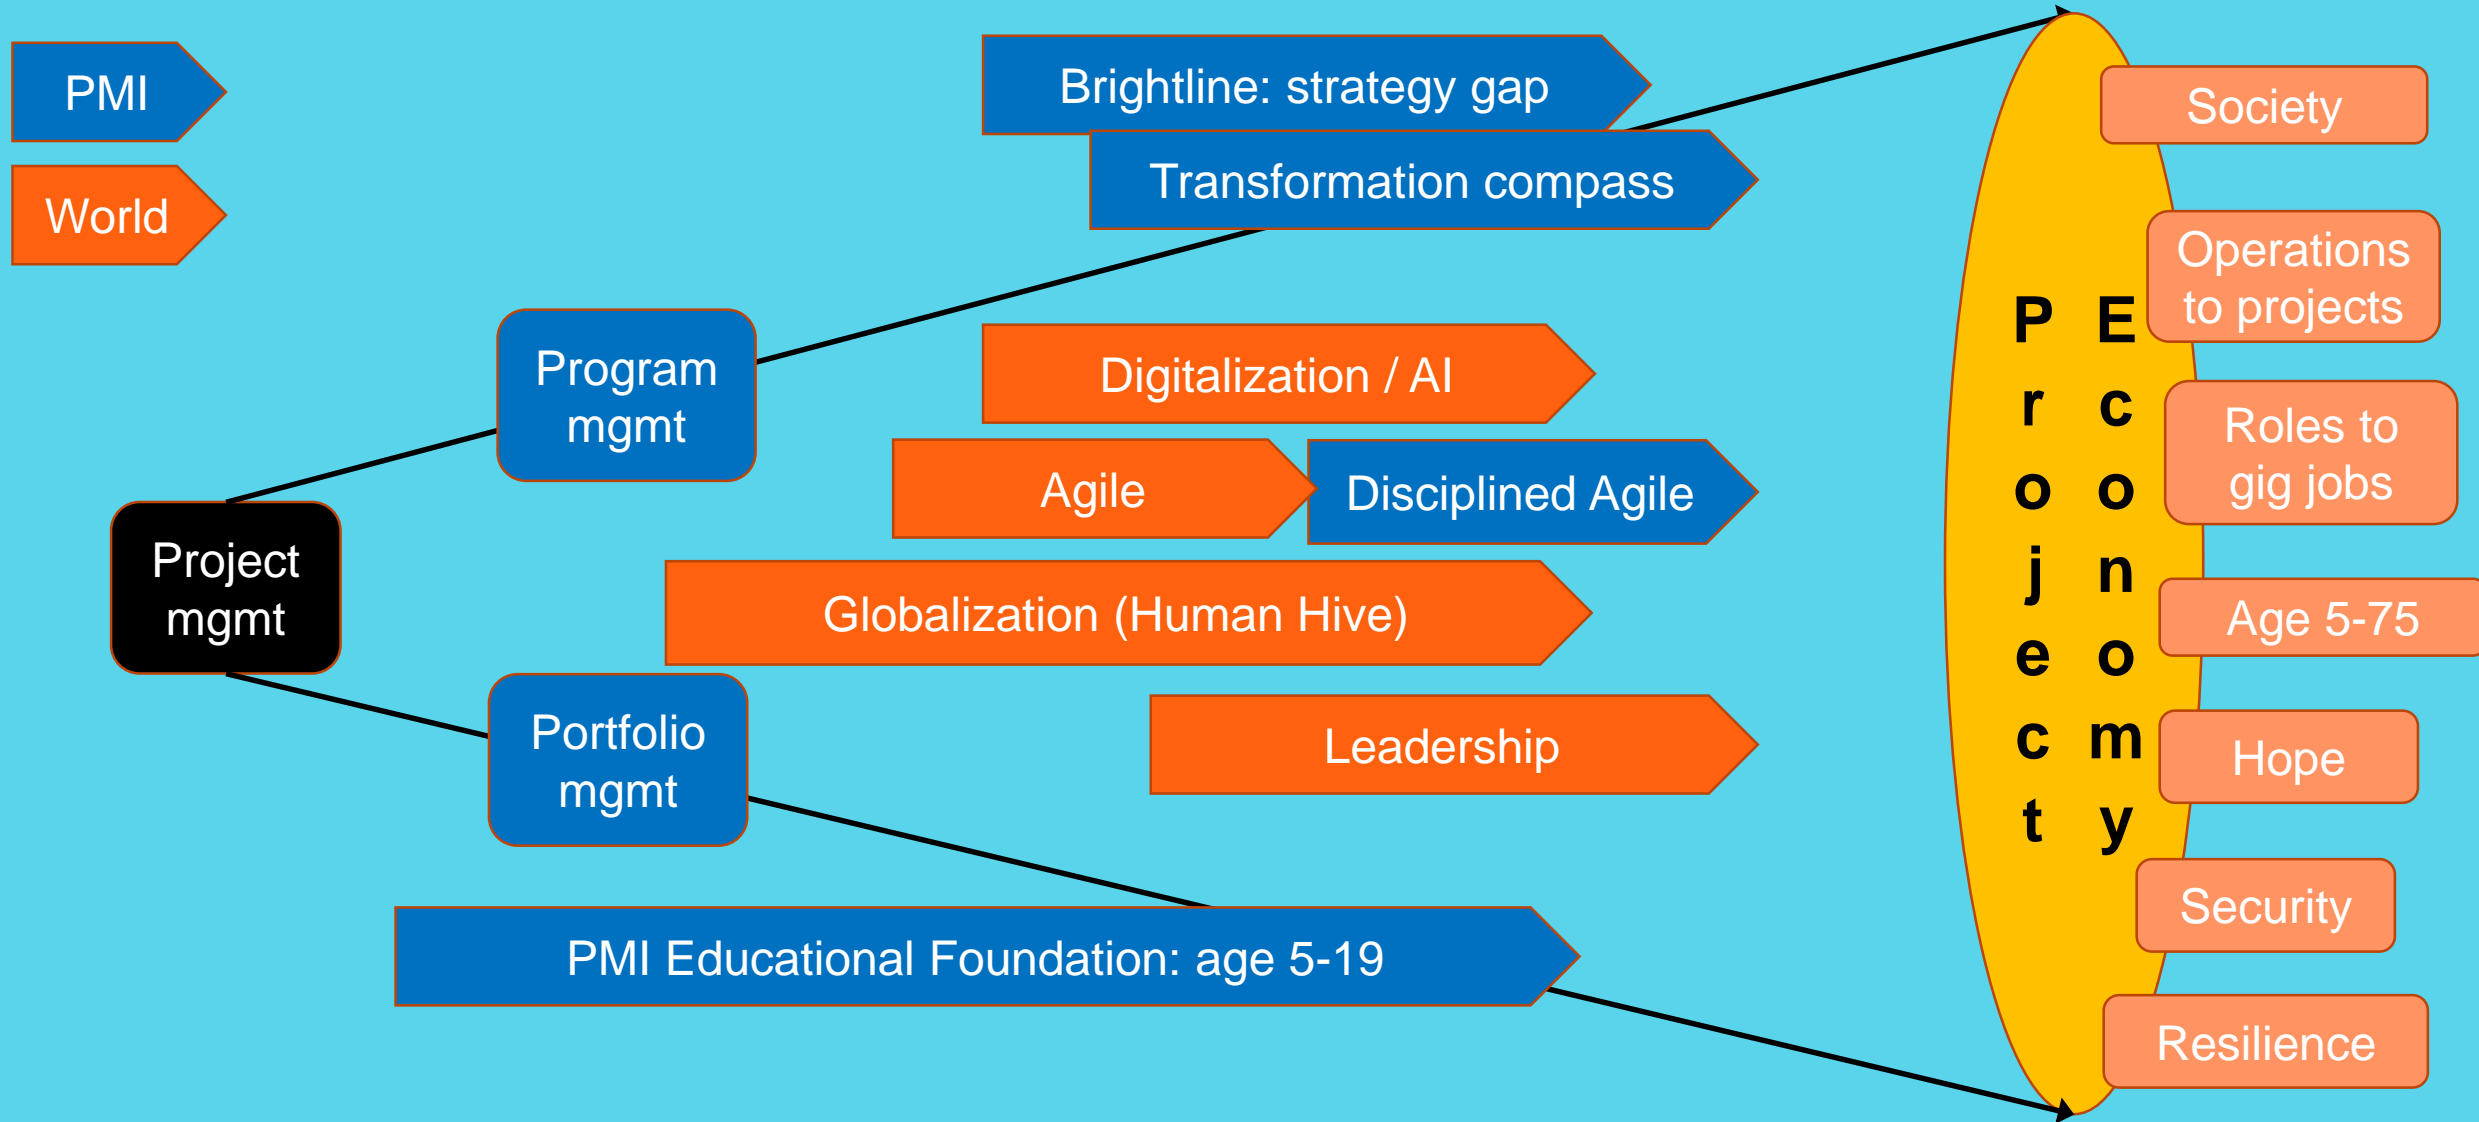 PMI
World
Brightline: strategy gap
Transformation compass
Program
mgmt
Digitalization / AI
Agile
Disciplined Agile
Project
mgmt
Globalization (Human Hive)
Portfolio
mgmt
Leadership
PMI Educational Foundation: age 5-19
Project
Economy
Society
Operations
to projects
Roles to
gig jobs
Age 5-75
Hope
Security
Resilience